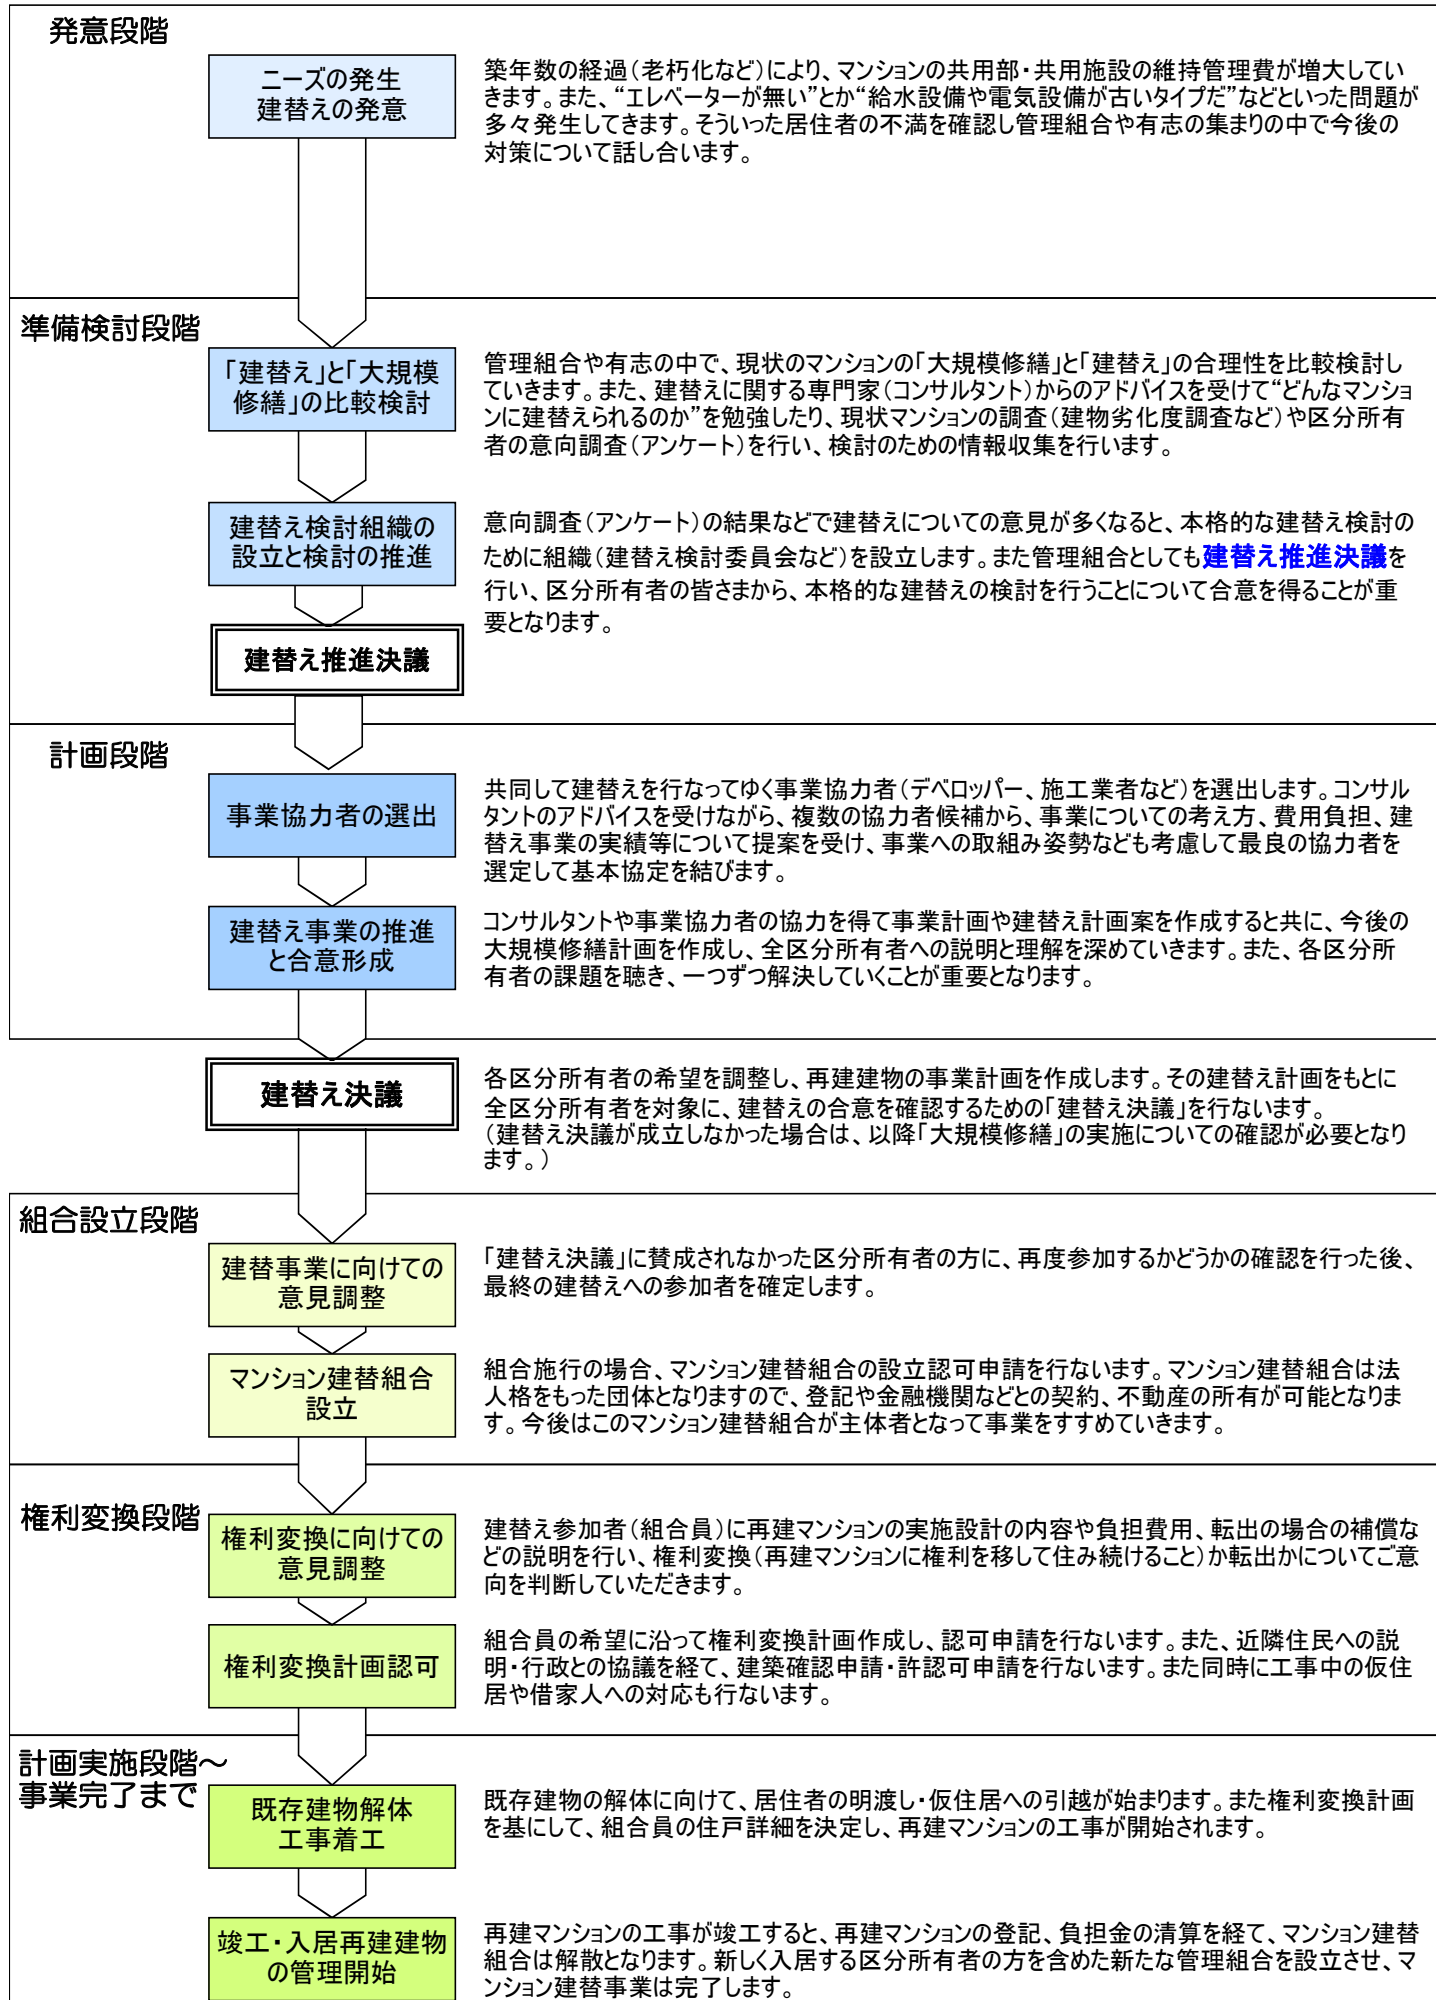 発意段階
ニーズの発生
建替えの発意
築年数の経過（老朽化など）により、マンションの共用部・共用施設の維持管理費が増大してい
きます。また、“エレベーターが無い”とか“給水設備や電気設備が古いタイプだ”などといった問題が
多々発生してきます。そういった居住者の不満を確認し管理組合や有志の集まりの中で今後の
対策について話し合います。
準備検討段階
「建替え」と「大規模
修繕」の比較検討
管理組合や有志の中で、現状のマンションの「大規模修繕」と「建替え」の合理性を比較検討し
ていきます。また、建替えに関する専門家（コンサルタント）からのアドバイスを受けて“どんなマンショ
ンに建替えられるのか”を勉強したり、現状マンションの調査（建物劣化度調査など）や区分所有
者の意向調査（アンケート）を行い、検討のための情報収集を行います。
建替え検討組織の
設立と検討の推進
意向調査（アンケート）の結果などで建替えについての意見が多くなると、本格的な建替え検討の
ために組織（建替え検討委員会など）を設立します。また管理組合としても建替え推進決議を
行い、区分所有者の皆さまから、本格的な建替えの検討を行うことについて合意を得ることが重
要となります。
建替え推進決議
計画段階
事業協力者の選出
共同して建替えを行なってゆく事業協力者（デベロッパー、施工業者など）を選出します。コンサル
タントのアドバイスを受けながら、複数の協力者候補から、事業についての考え方、費用負担、建
替え事業の実績等について提案を受け、事業への取組み姿勢なども考慮して最良の協力者を
選定して基本協定を結びます。
建替え事業の推進
と合意形成
コンサルタントや事業協力者の協力を得て事業計画や建替え計画案を作成すると共に、今後の
大規模修繕計画を作成し、全区分所有者への説明と理解を深めていきます。また、各区分所
有者の課題を聴き、一つずつ解決していくことが重要となります。
建替え決議
各区分所有者の希望を調整し、再建建物の事業計画を作成します。その建替え計画をもとに
全区分所有者を対象に、建替えの合意を確認するための「建替え決議」を行ないます。
（建替え決議が成立しなかった場合は、以降「大規模修繕」の実施についての確認が必要となり
ます。）
組合設立段階
建替事業に向けての
意見調整
「建替え決議」に賛成されなかった区分所有者の方に、再度参加するかどうかの確認を行った後、
最終の建替えへの参加者を確定します。
マンション建替組合
設立
組合施行の場合、マンション建替組合の設立認可申請を行ないます。マンション建替組合は法
人格をもった団体となりますので、登記や金融機関などとの契約、不動産の所有が可能となりま
す。今後はこのマンション建替組合が主体者となって事業をすすめていきます。
権利変換段階
権利変換に向けての
意見調整
建替え参加者（組合員）に再建マンションの実施設計の内容や負担費用、転出の場合の補償な
どの説明を行い、権利変換（再建マンションに権利を移して住み続けること）か転出かについてご意
向を判断していただきます。
権利変換計画認可
組合員の希望に沿って権利変換計画作成し、認可申請を行ないます。また、近隣住民への説
明・行政との協議を経て、建築確認申請・許認可申請を行ないます。また同時に工事中の仮住
居や借家人への対応も行ないます。
計画実施段階～
事業完了まで
既存建物解体
工事着工
既存建物の解体に向けて、居住者の明渡し・仮住居への引越が始まります。また権利変換計画
を基にして、組合員の住戸詳細を決定し、再建マンションの工事が開始されます。
竣工・入居再建建物
の管理開始
再建マンションの工事が竣工すると、再建マンションの登記、負担金の清算を経て、マンション建替
組合は解散となります。新しく入居する区分所有者の方を含めた新たな管理組合を設立させ、マ
ンション建替事業は完了します。